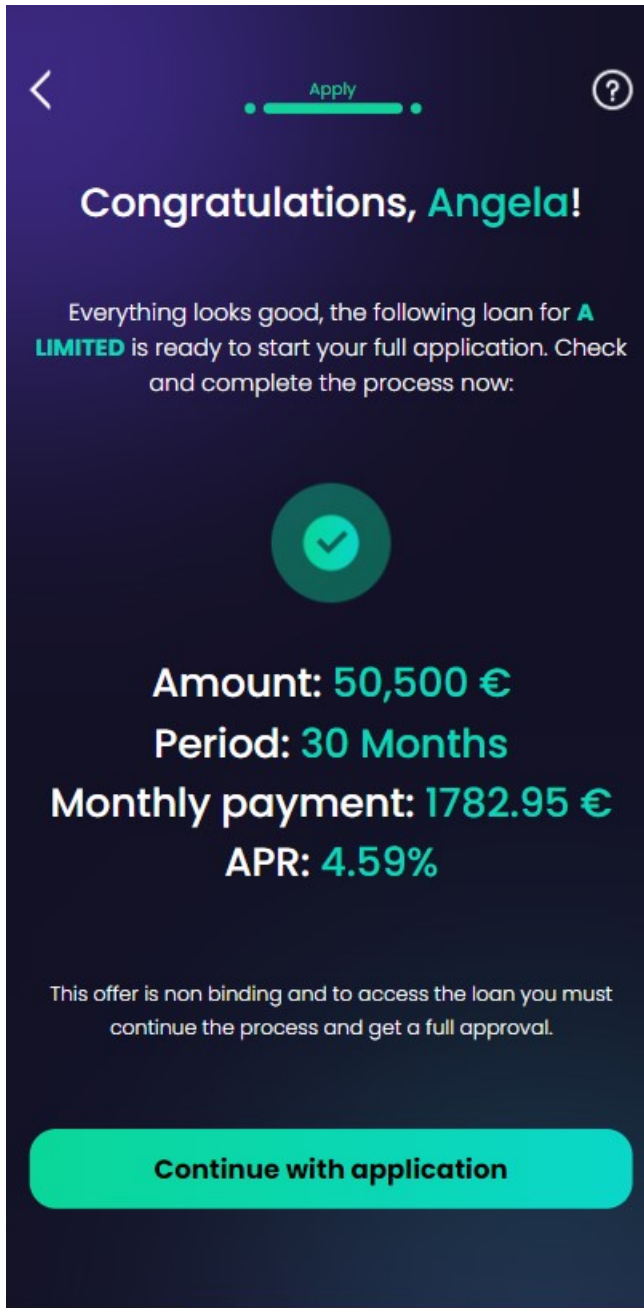 Apply
?
Congratulations, Angela!
Everything looks good, the following loan for A
LIMITED is ready to start your full application. Check
and complete the process now:
Amount: 50,500 €
Period: 30 Months
Monthly payment: 1782.95 €
APR: 4.59%
This offer is non binding and to access the loan you must
continue the process and get a full approval.
Continue with application